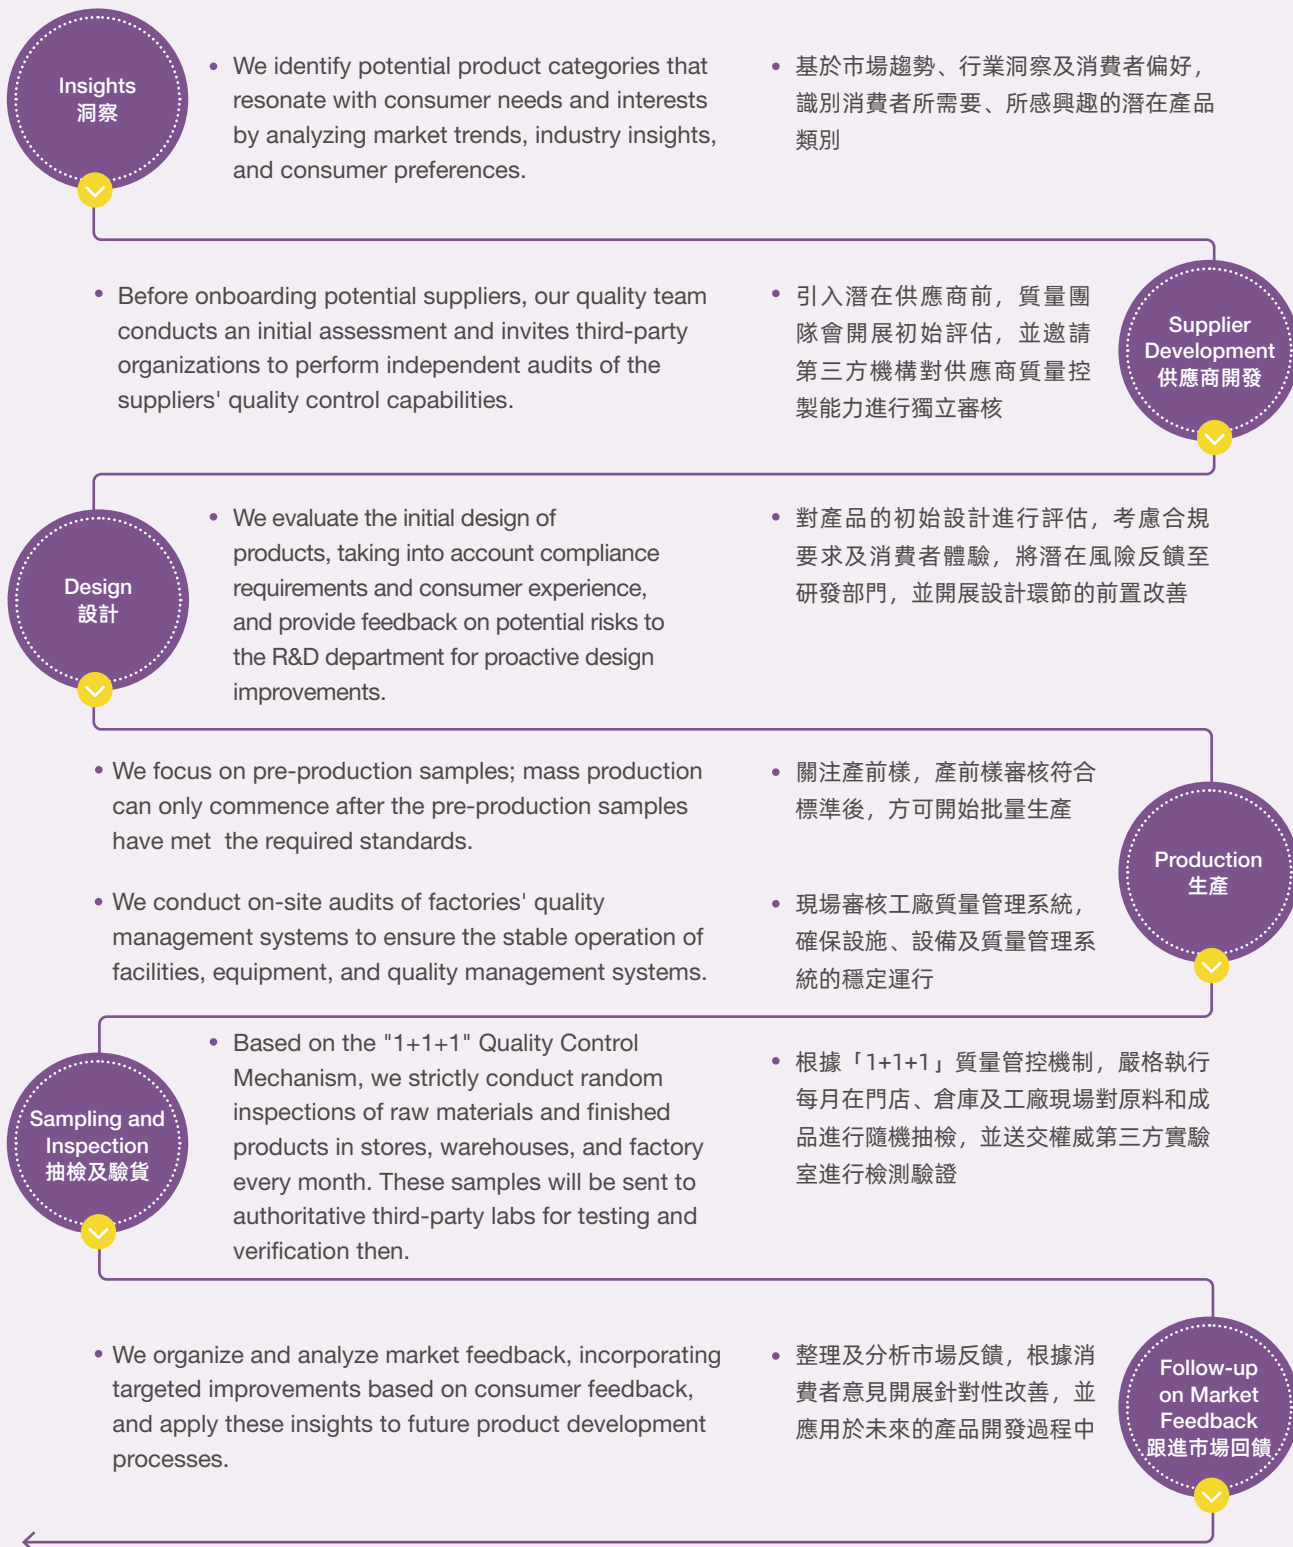 Insights
洞察
• We identify potential product categories that
resonate with consumer needs and interests
by analyzing market trends, industry insights,
and consumer preferences.
• 基於市場趨勢、行業洞察及消費者偏好，
識別消費者所需要、所感興趣的潛在產品
類別
• Before onboarding potential suppliers, our quality team
conducts an initial assessment and invites third-party
organizations to perform independent audits of the
suppliers' quality control capabilities.
• 引入潛在供應商前，質量團
隊會開展初始評估，並邀請
第三方機構對供應商質量控
製能力進行獨立審核
Supplier
Development
供應商開發
Design
設計
• We evaluate the initial design of
products, taking into account compliance
requirements and consumer experience,
and provide feedback on potential risks to
the R&D department for proactive design
improvements.
• 對產品的初始設計進行評估，考慮合規
要求及消費者體驗，將潛在風險反饋至
研發部門，並開展設計環節的前置改善
• We focus on pre-production samples; mass production
can only commence after the pre-production samples
have met  the required standards.
• 關注產前樣，產前樣審核符合
標準後，方可開始批量生產
• We conduct on-site audits of factories' quality
management systems to ensure the stable operation of
facilities, equipment, and quality management systems.
• 現場審核工廠質量管理系統，
確保設施、設備及質量管理系
統的穩定運行
Production
生產
Sampling and
Inspection
抽檢及驗貨
• Based on the "1+1+1" Quality Control
Mechanism, we strictly conduct random
inspections of raw materials and finished
products in stores, warehouses, and factory
every month. These samples will be sent to
authoritative third-party labs for testing and
verification then.
• 根據「1+1+1」質量管控機制，嚴格執行
每月在門店、倉庫及工廠現場對原料和成
品進行隨機抽檢，並送交權威第三方實驗
室進行檢測驗證
• We organize and analyze market feedback, incorporating
targeted improvements based on consumer feedback,
and apply these insights to future product development
processes.
• 整理及分析市場反饋，根據消
費者意見開展針對性改善，並
應用於未來的產品開發過程中
Follow-up
on Market
Feedback
跟進市場回饋